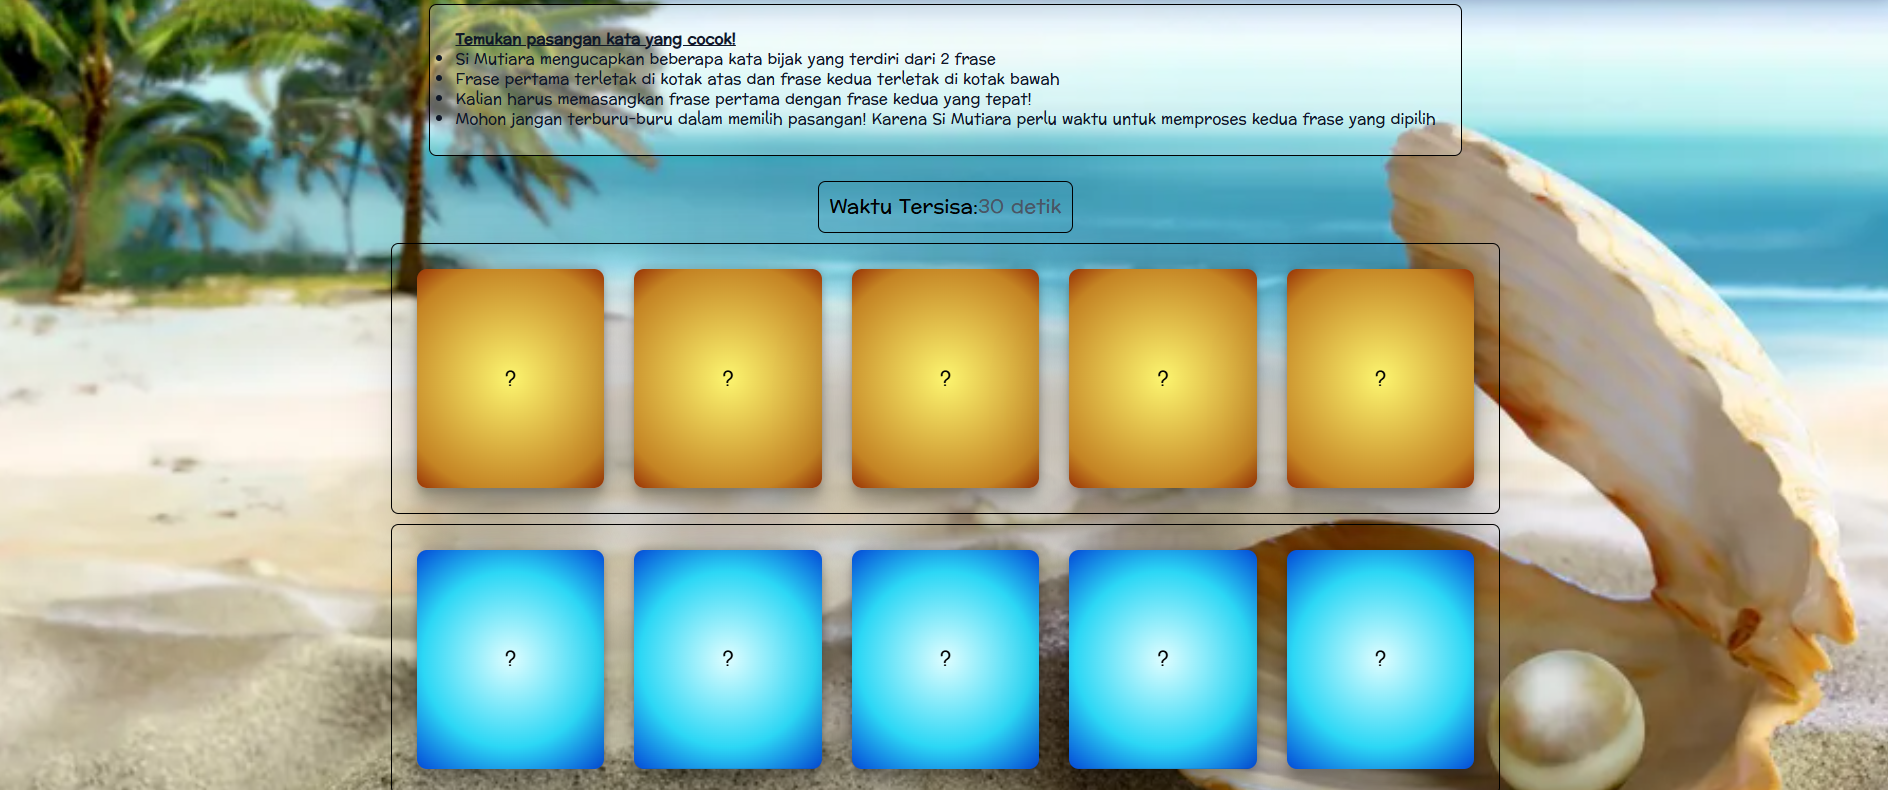 Temukan pasangan kata yang cocok!
Si Mutiara mengucapkan beberapa kata bijak yang terdiri dari 2 frase
Frase pertama terletak di kotak atas dan frase kedua terletak di kotak bawah
Kalian harus memasangkan frase pertama dengan frase kedua yang tepat!
Mohon jangan terburu-buru dalam memilih pasangan! Karena Si Mutiara perlu waktu untuk memproses kedua frase yang dipilih
Waktu Tersisa:30 detik
? ? ? ? ?
? ? ? ? ?